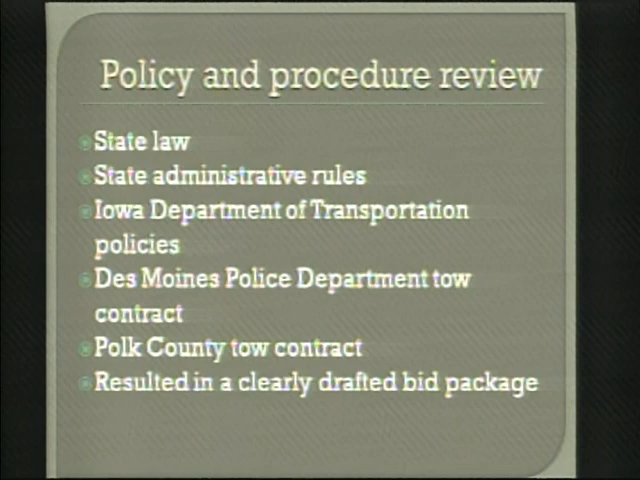 Policy and procedure review
State law
State administrative rules
Iowa Department of Transportation
policies
Des Moines Police Department tow
contract
Polk County tow contract
Resulted in a clearly drafted bid package